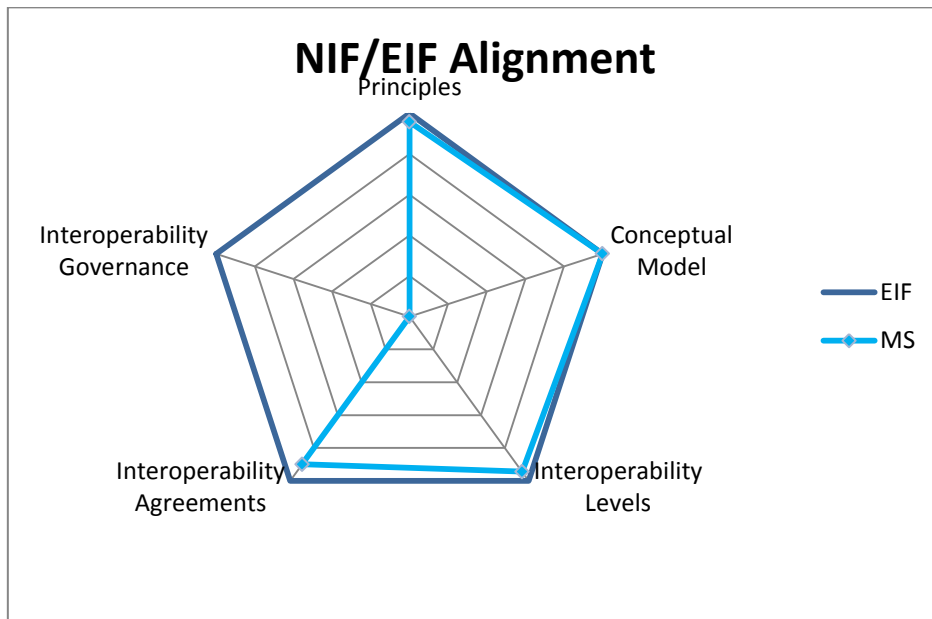 NIF/EIF Alignment
Principles
Interoperability
Governance
Conceptual
Model
EIF
MS
Interoperability
Agreements
Interoperability
Levels